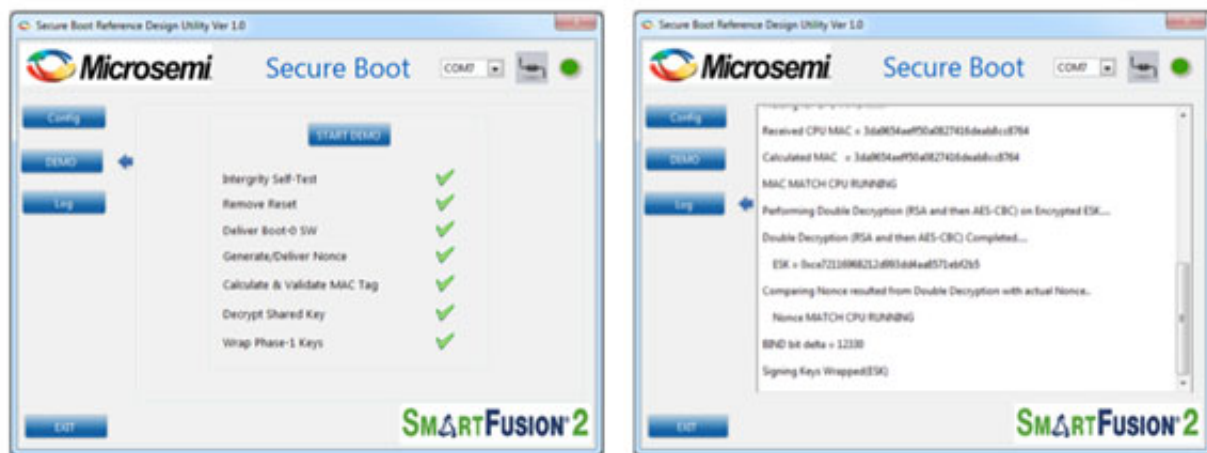 Secure Boot Reference Design Utility Ver 1.0
Microsemi
Secure Boot
COM7
Config
DEMO
Log
START DEMO
Intergrity Self-Test
Remove Reset
Deliver Boot-0 SW
Generate/Deliver Nonce
Calculate & Validate MAC Tag
Decrypt Shared Key
Wrap Phase-1 Keys
EXIT
SMARTFUSION®2
Secure Boot Reference Design Utility Ver 1.0
Microsemi
Secure Boot
COM7
Config
DEMO
Log
Received CPU MAC =
Calculated MAC =
MAC MATCH CPU RUNNING
Performing Double Decryption (RSA and then AES-CBC) on Encrypted ESK...
Double Decryption (RSA and then AES-CBC) Completed...
ESK =
Comparing Nonce resulted from Double Decryption with actual Nonce..
Nonce MATCH CPU RUNNING
BIND bit delta = 12330
Signing Keys Wrapped(ESK)
EXIT
SMARTFUSION®2